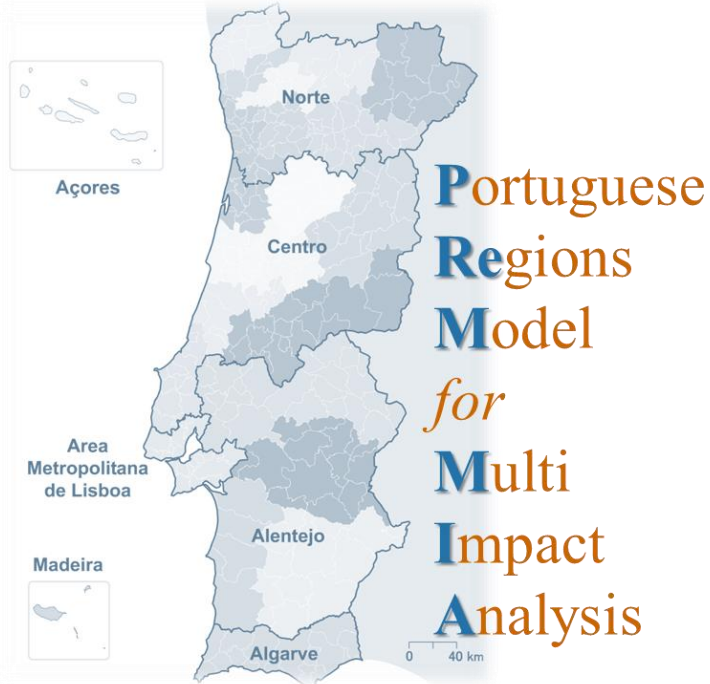 Norte
Açores
Centro
Area
Metropolitana
de Lisboa
Alentejo
Madeira
Algarve
0 40 km
Portuguese
Regions
Model
for
Multi
Impact
Analysis